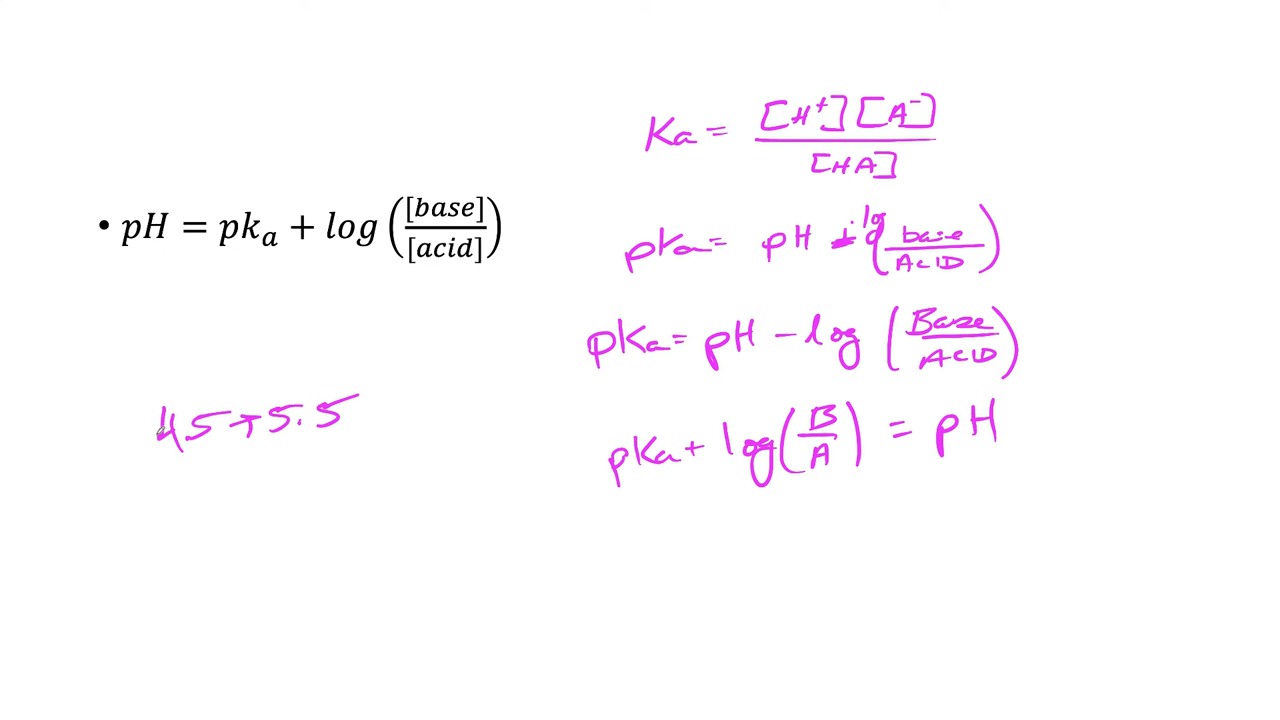 • pH = pkₐ + log([base]/[acid])
Ka = [H⁺][A⁻]/[HA]
pKa = pH - log(base/ACID)
pKa = pH - log(Base/ACID)
pKa + log(B/A) = pH
4.5 → 5.5